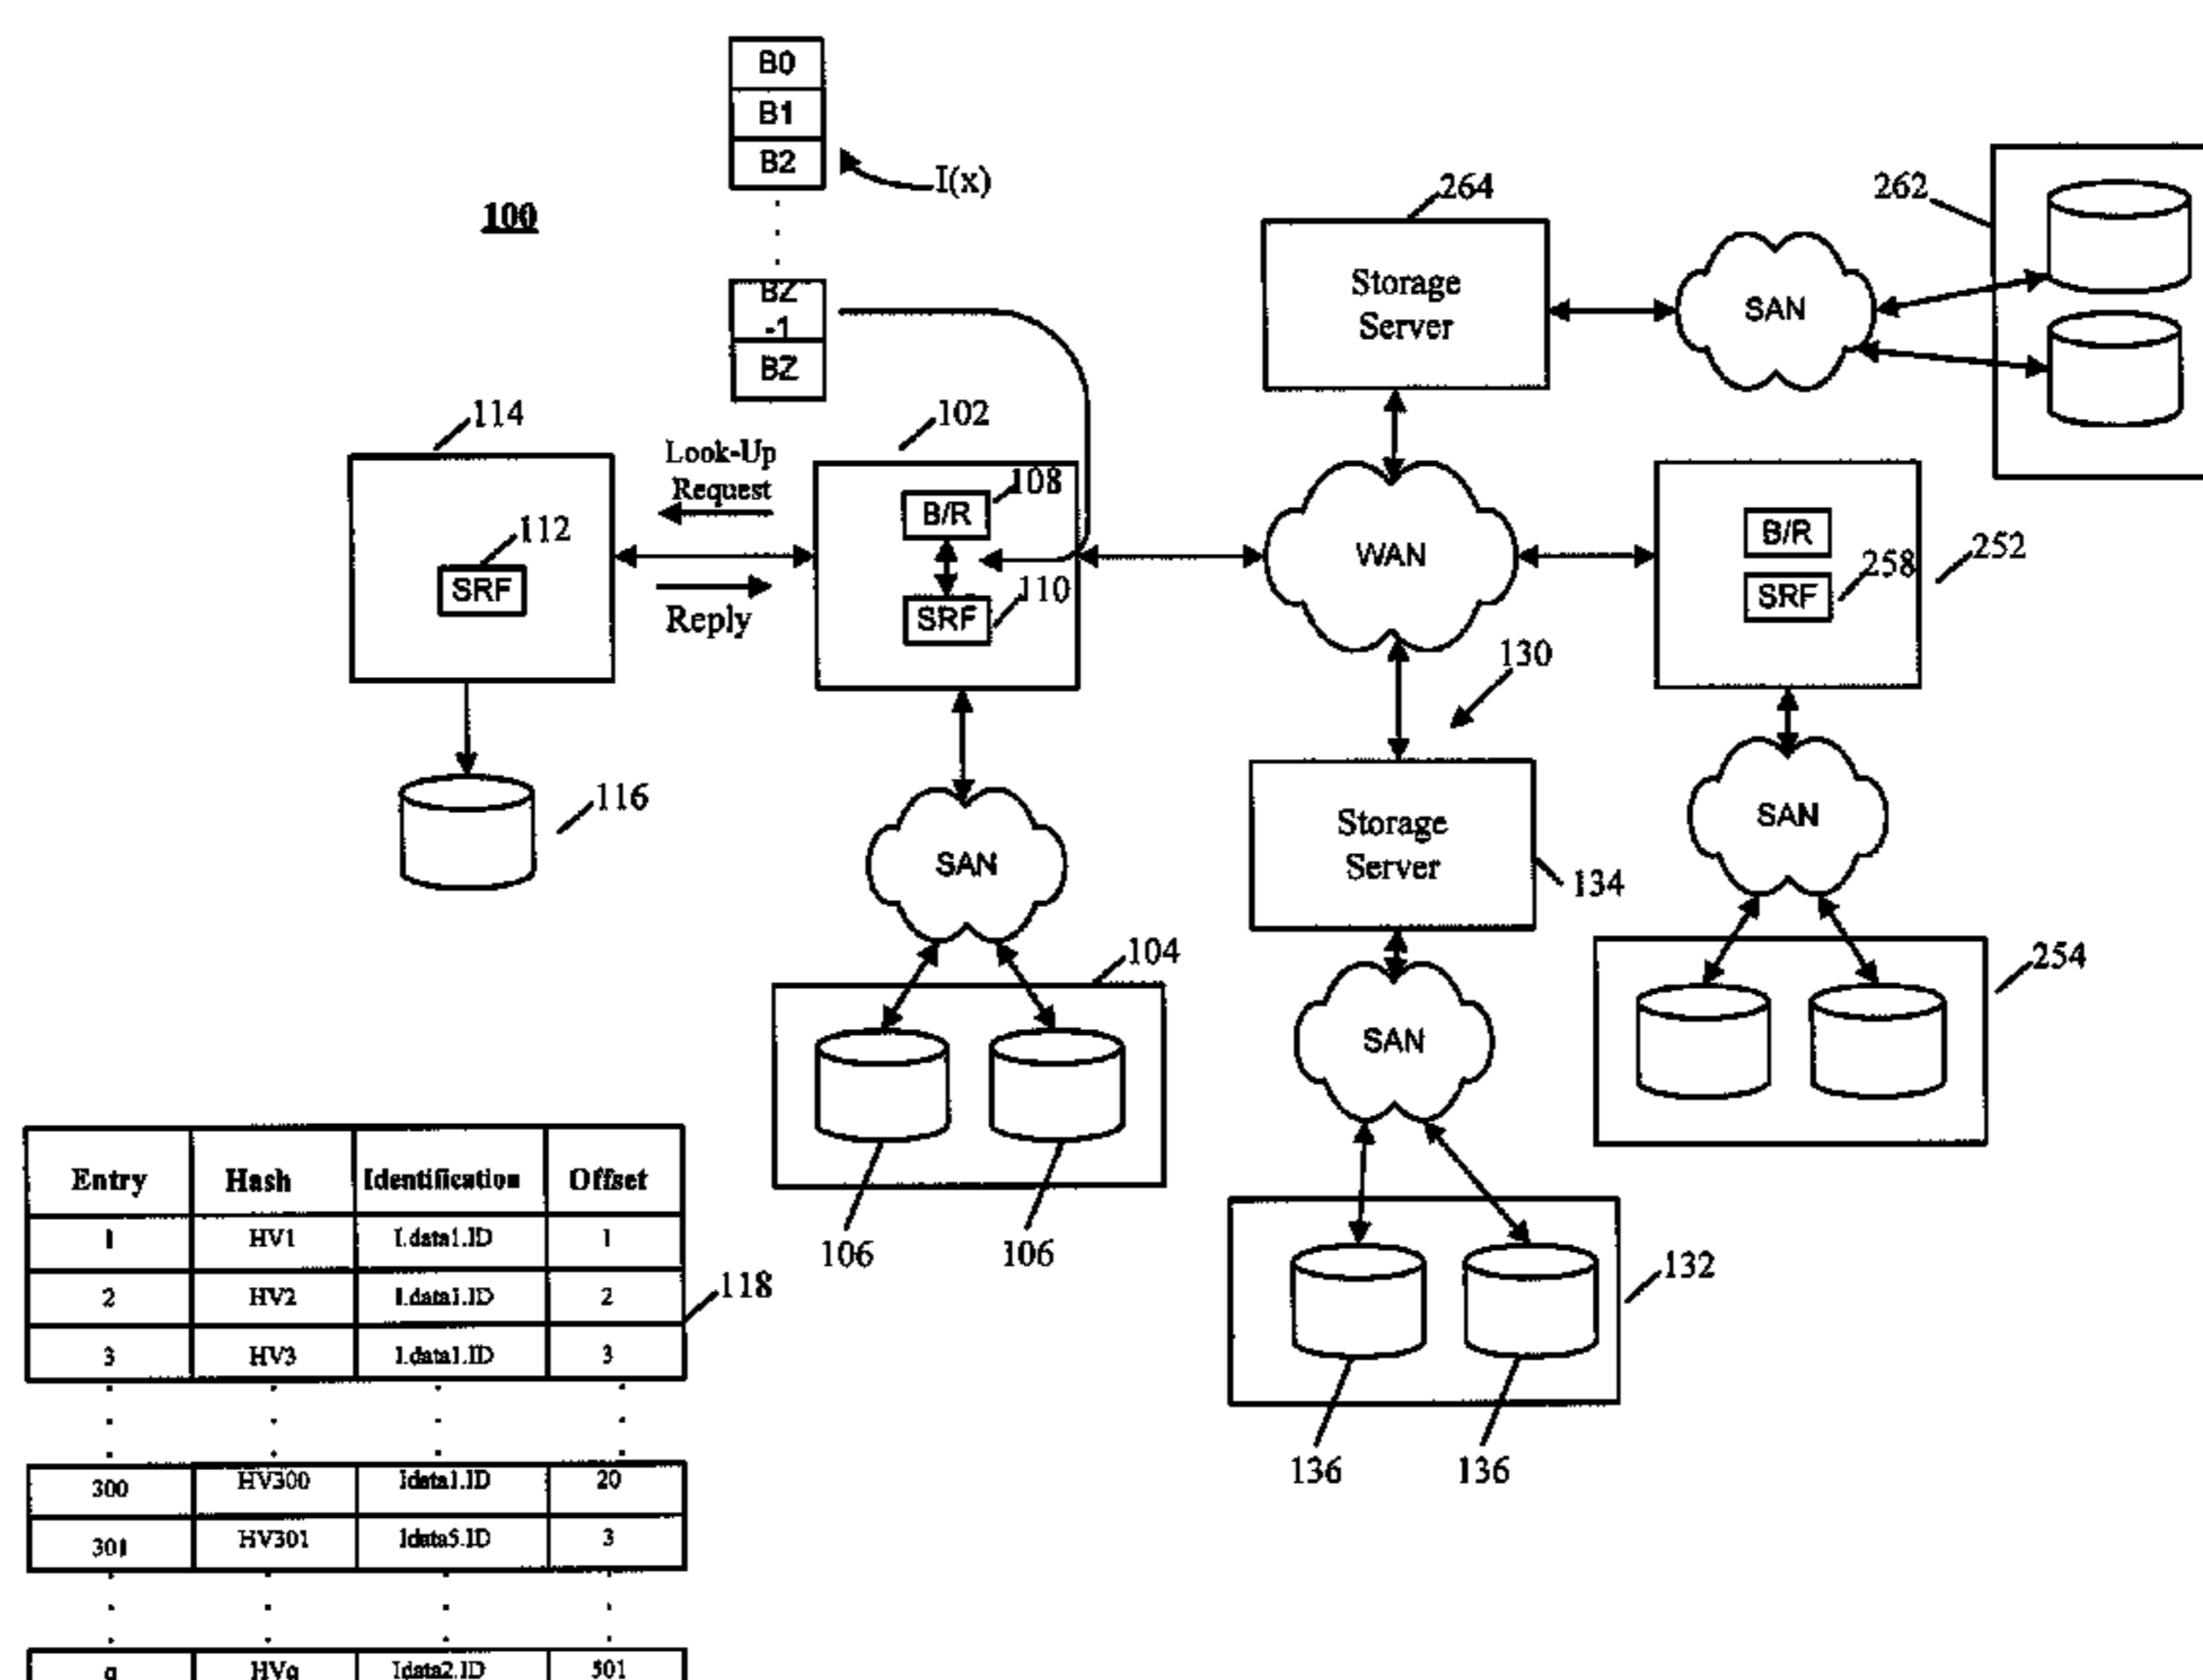 B0
B1
B2
I(x)
100
BZ
-1
BZ
264
Storage
Server
SAN
262
114
112
SRF
Look-Up
Request
Reply
102
108
B/R
110
SRF
WAN
B/R
258
SRF
252
130
116
SAN
Storage
Server
134
SAN
104
106
106
SAN
254
132
136
136
Entry Hash Identification Offset
1 HV1 I.data1.ID 1
2 HV2 I.data1.ID 2
3 HV3 I.data1.ID 3
118
300 HV300 Idata1.ID 20
301 HV301 Idata5.ID 3
q HVq Idata2.ID 501